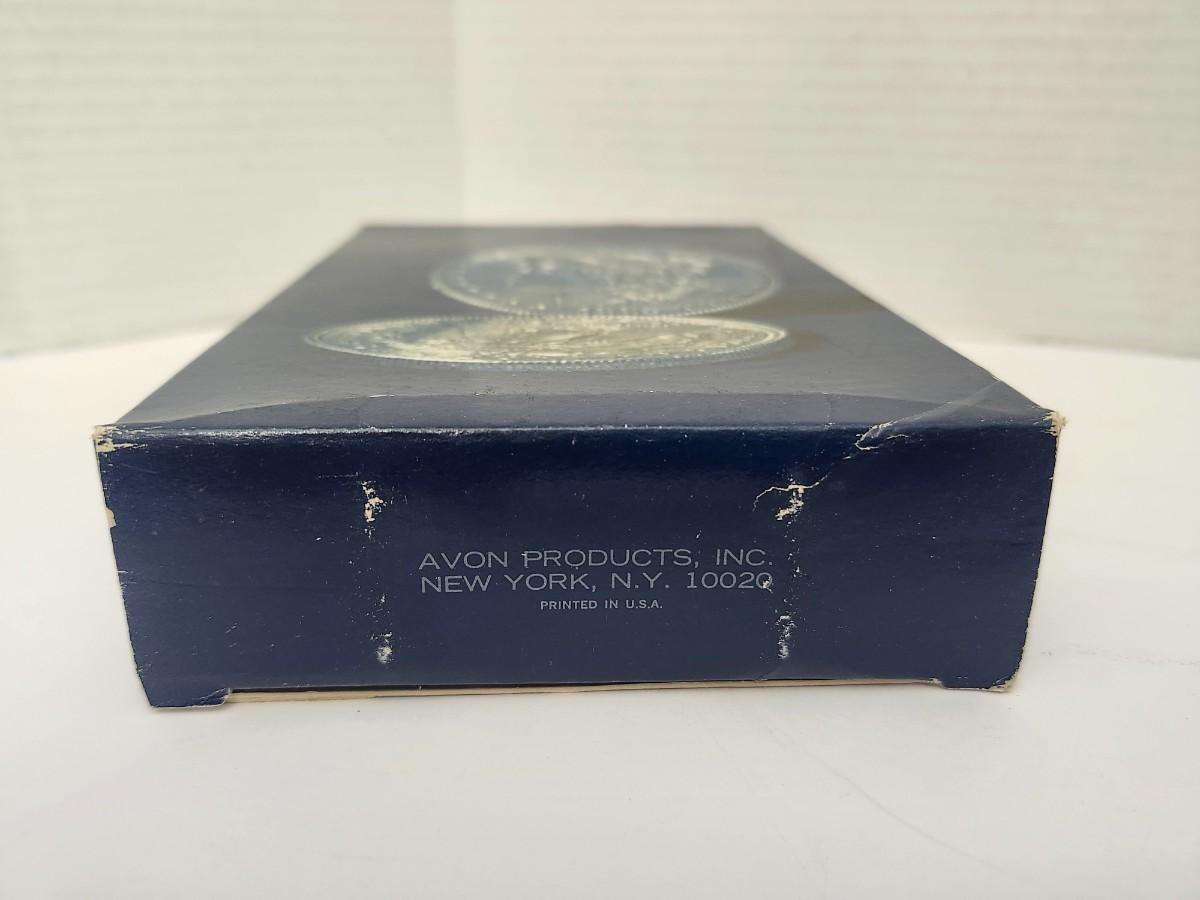 AVON PRODUCTS, INC.
NEW YORK, N.Y. 10020
PRINTED IN U.S.A.